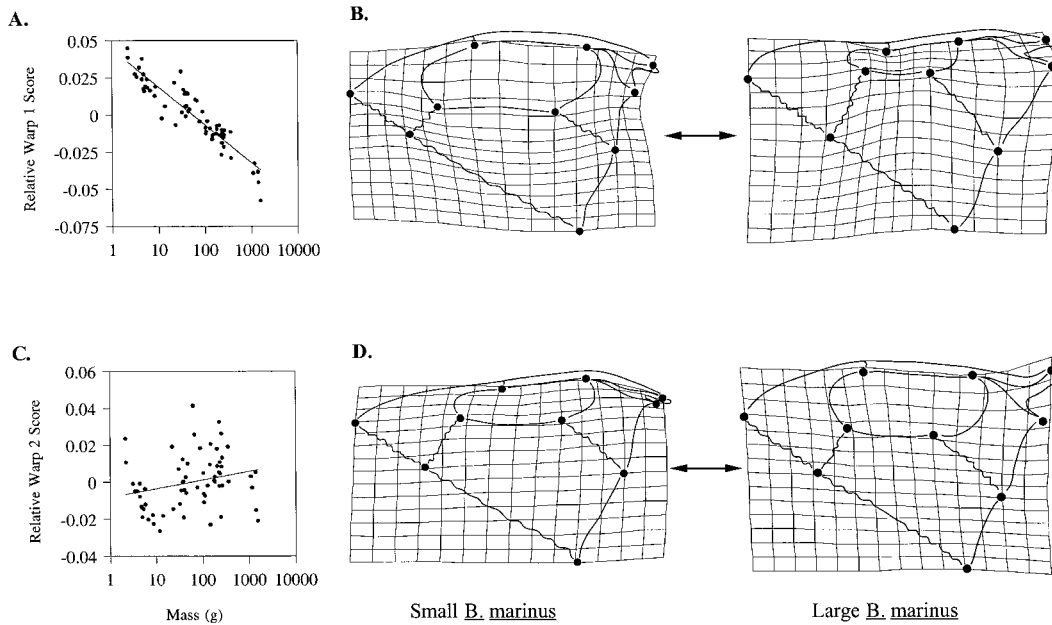 A.
B.
0.05
0.025
0
-0.025
-0.05
-0.075
Relative Warp 1 Score
1
10
100
1000
10000
C.
D.
0.06
0.04
0.02
0
-0.02
-0.04
Relative Warp 2 Score
1
10
100
1000
10000
Mass (g)
Small B. marinus
Large B. marinus